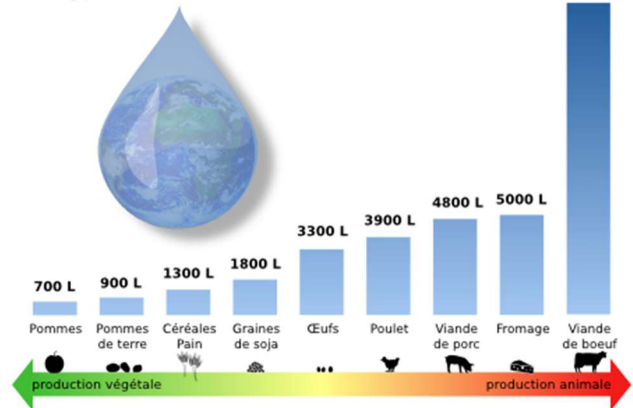 700 L
900 L
1300 L
1800 L
3300 L
3900 L
4800 L
5000 L
Pommes
Pommes
de terre
Céréales
Pain
Graines
de soja
Œufs
Poulet
Viande
de porc
Fromage
Viande
de boeuf
production végétale
production animale